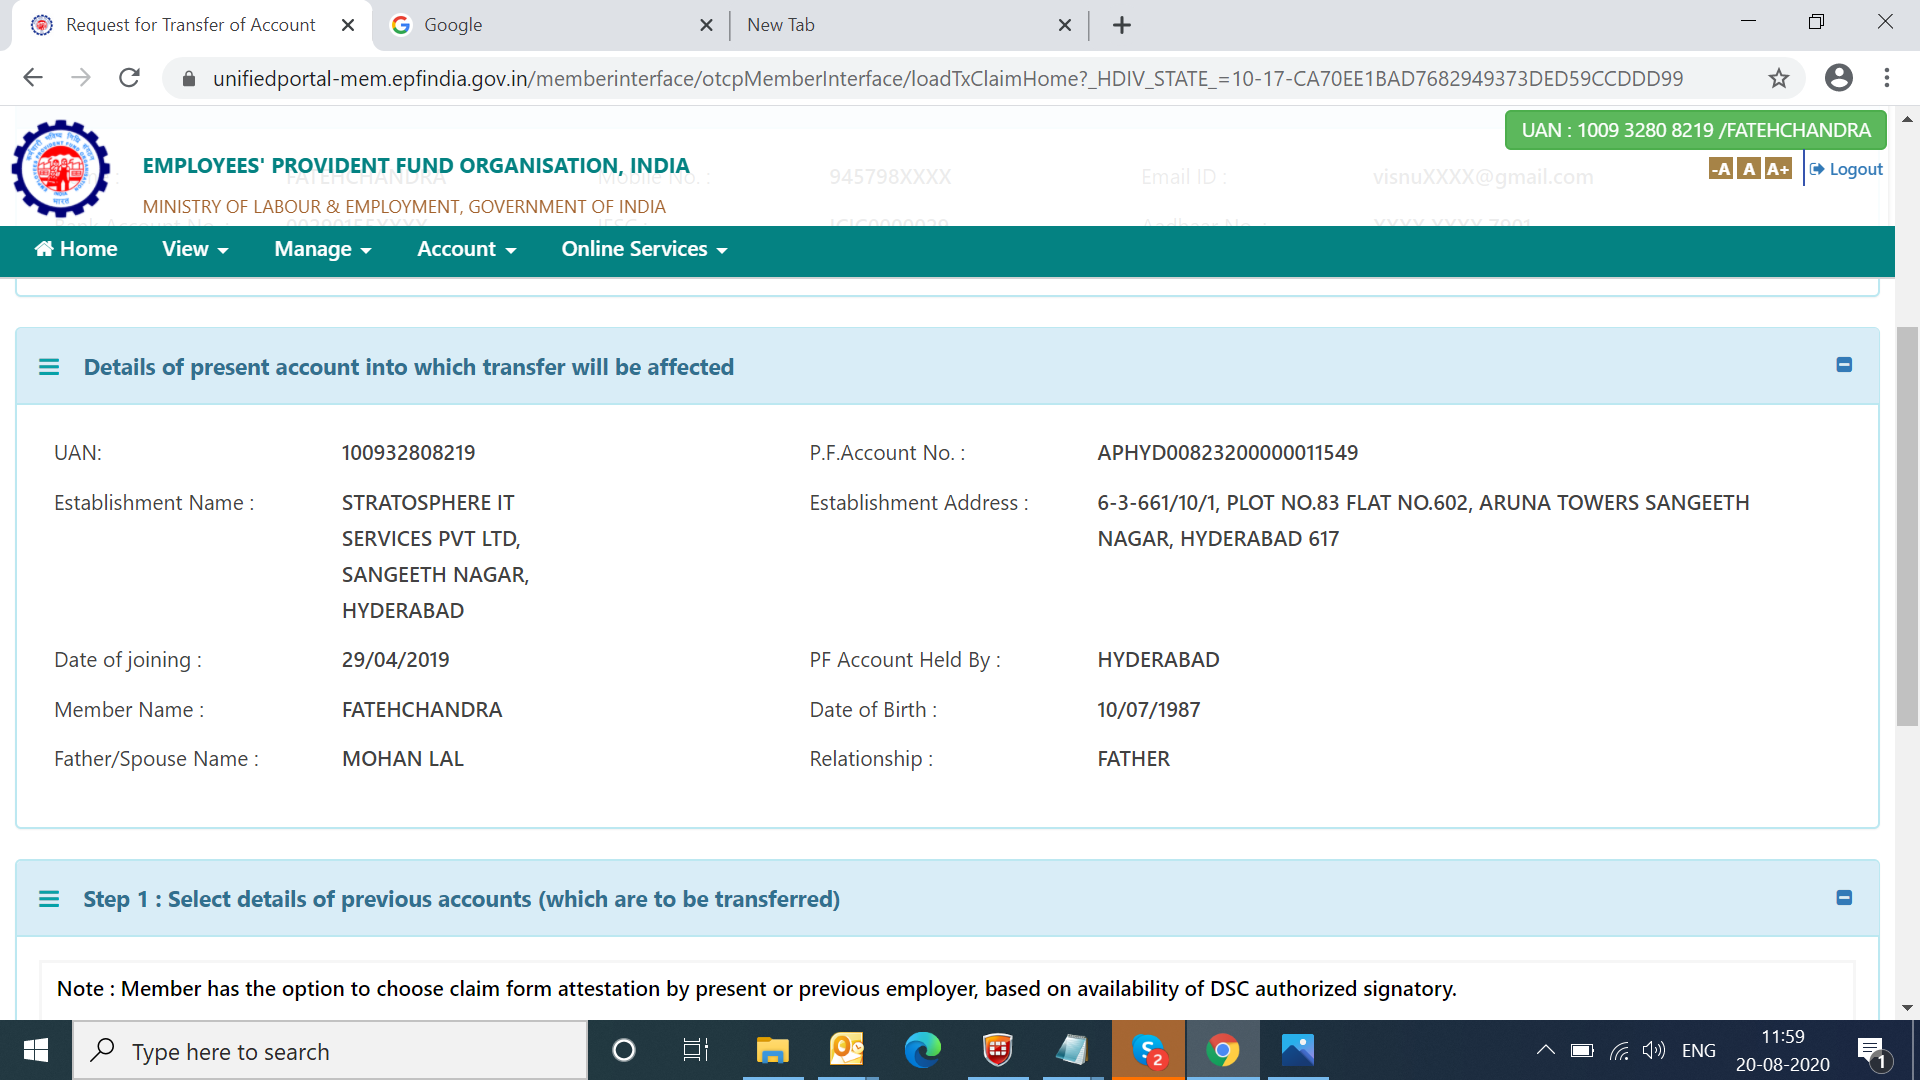 Request for Transfer of Account
Google
New Tab
unifiedportal-mem.epfindia.gov.in/memberinterface/otcpMemberInterface/loadTxClaimHome?_HDIV_STATE_=10-17-CA70EE1BAD7682949373DED59CCDDD99
UAN : 1009 3280 8219 /FATEHCHANDRA
EMPLOYEES' PROVIDENT FUND ORGANISATION, INDIA
-A A A+ Logout
FATEHCHANDRA Mobile No. : 945798XXXX Email ID : visnuXXXX@gmail.com
MINISTRY OF LABOUR & EMPLOYMENT, GOVERNMENT OF INDIA
Home View Manage Account Online Services
Details of present account into which transfer will be affected
UAN: 100932808219 P.F.Account No. : APHYD00823200000011549
Establishment Name : STRATOSPHERE IT Establishment Address : 6-3-661/10/1, PLOT NO.83 FLAT NO.602, ARUNA TOWERS SANGEETH
SERVICES PVT LTD, NAGAR, HYDERABAD 617
SANGEETH NAGAR,
HYDERABAD
Date of joining : 29/04/2019 PF Account Held By : HYDERABAD
Member Name : FATEHCHANDRA Date of Birth : 10/07/1987
Father/Spouse Name : MOHAN LAL Relationship : FATHER
Step 1 : Select details of previous accounts (which are to be transferred)
Note : Member has the option to choose claim form attestation by present or previous employer, based on availability of DSC authorized signatory.
Type here to search
2
ENG
11:59
20-08-2020
1